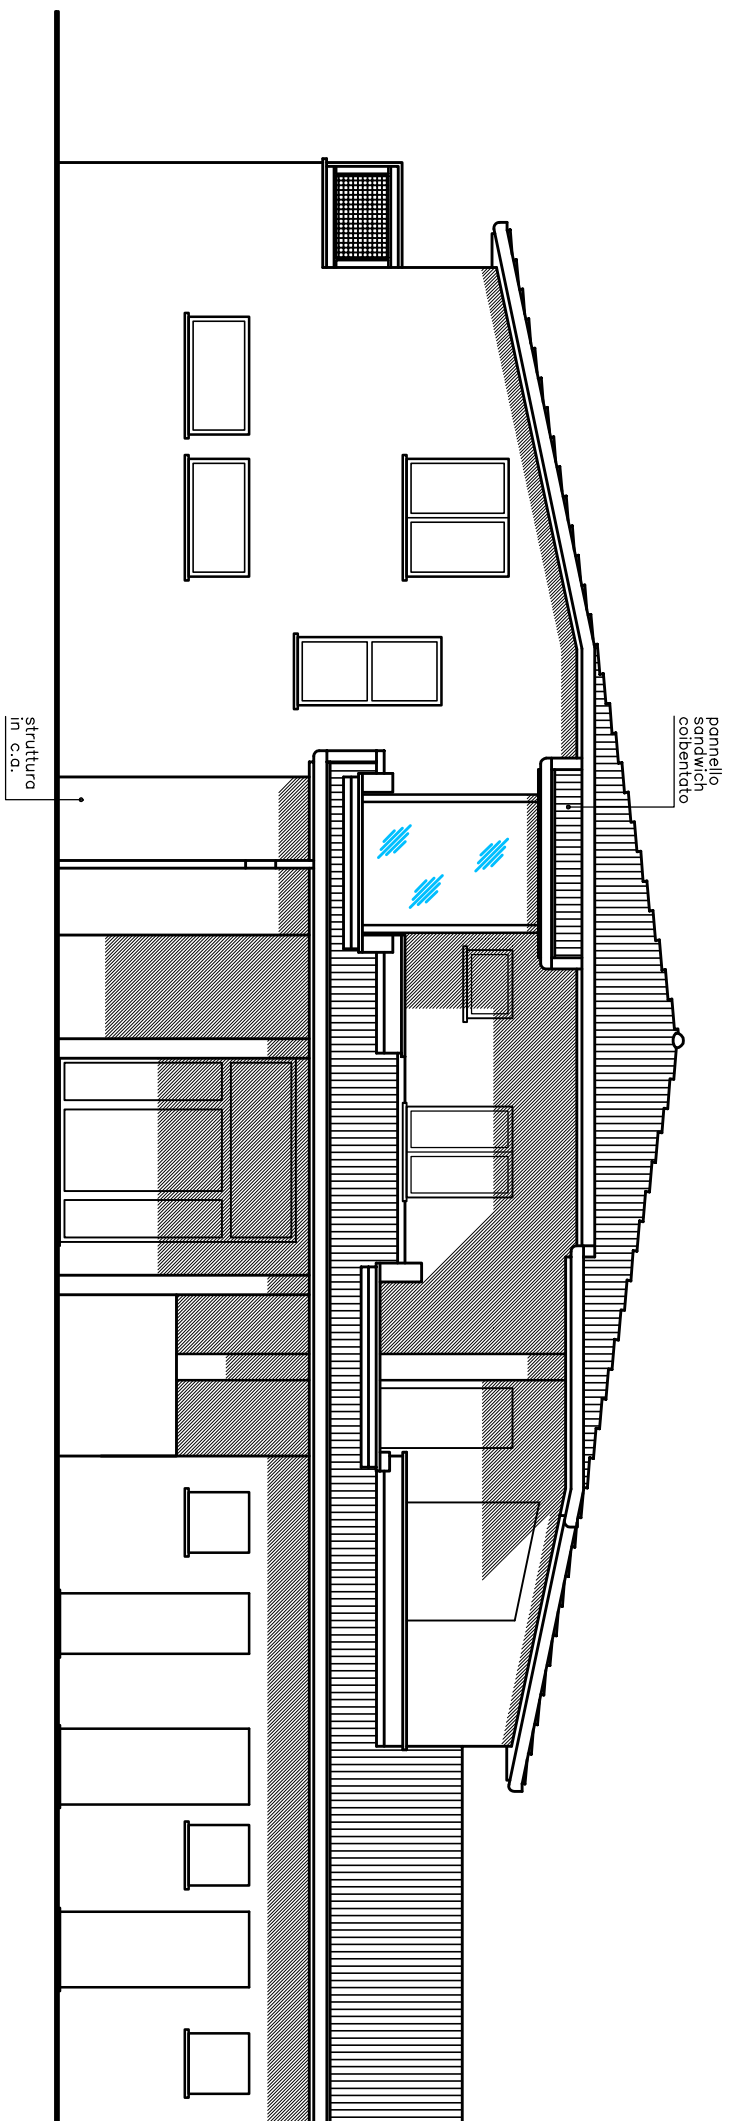 pannello
sandwich
coibentato
struttura
in c.a.